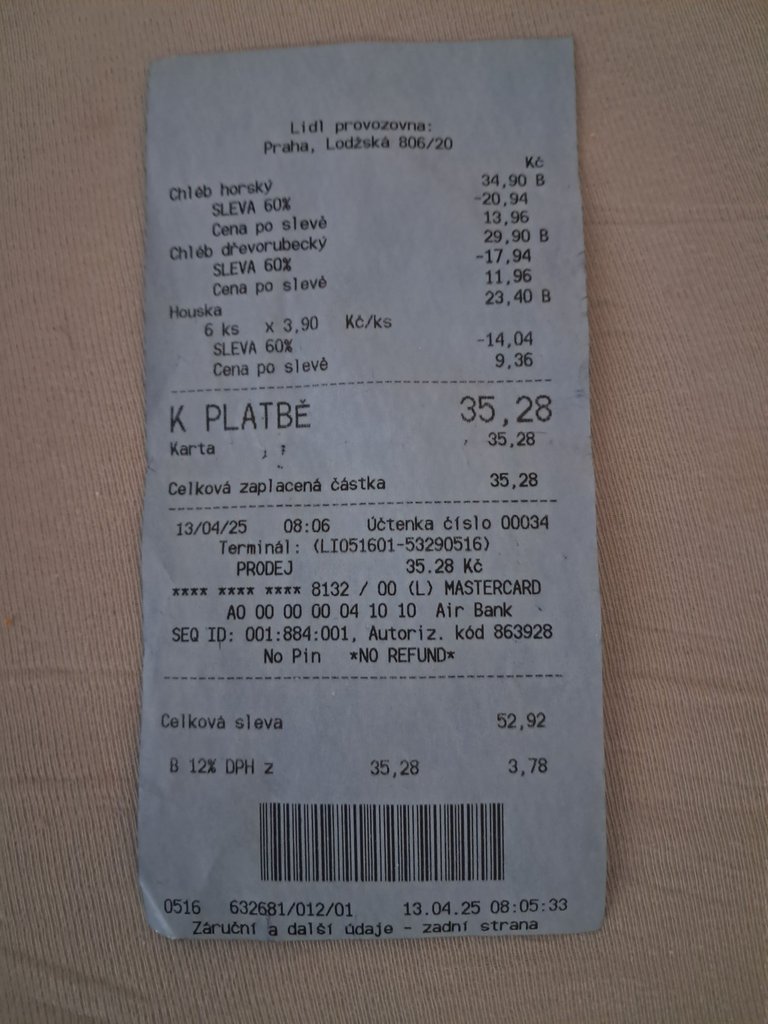 Lidl provozovna:
Praha, Lodžská 806/20
Kč
Chléb horský 34,90 B
SLEVA 60% -20,94
Cena po slevě 13,96
Chléb dřevorubecký 29,90 B
SLEVA 60% -17,94
Cena po slevě 11,96
Houska 23,40 B
6 ks x 3,90 Kč/ks
SLEVA 60% -14,04
Cena po slevě 9,36
K PLATBĚ 35,28
Karta 35,28
Celková zaplacená částka 35,28
13/04/25 08:06 Účtenka číslo 00034
Terminál: (LI051601-53290516)
PRODEJ 35.28 Kč
**** **** **** 8132 / 00 (L) MASTERCARD
A0 00 00 00 04 10 10 Air Bank
SEQ ID: 001:884:001, Autoriz. kód 863928
No Pin *NO REFUND*
Celková sleva 52,92
B 12% DPH z 35,28 3,78
0516 632681/012/01 13.04.25 08:05:33
Záruční a další údaje - zadní strana